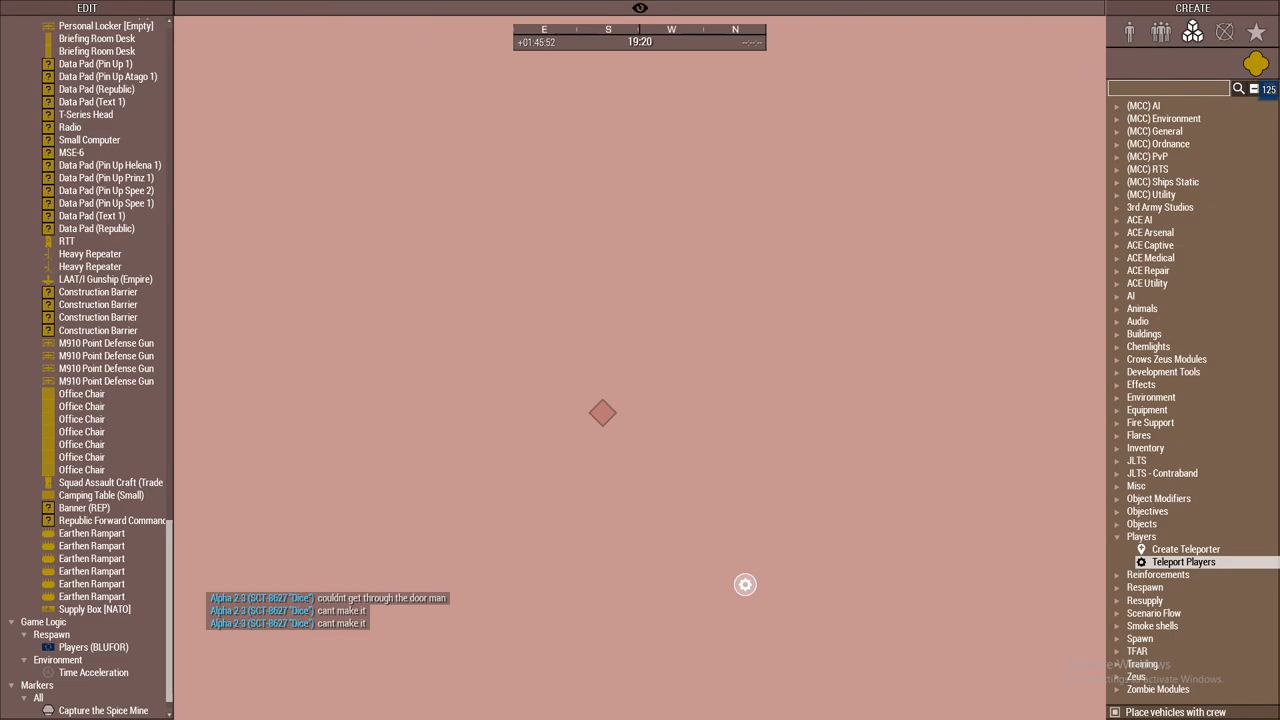 EDIT
Personal Locker [Empty]
Briefing Room Desk
Briefing Room Desk
Data Pad (Pin Up 1)
Data Pad (Pin Up Atago 1)
Data Pad (Republic)
Data Pad (Text 1)
T-Series Head
Radio
Small Computer
MSE-6
Data Pad (Pin Up Helena 1)
Data Pad (Pin Up Prinz 1)
Data Pad (Pin Up Spee 2)
Data Pad (Pin Up Spee 1)
Data Pad (Text 1)
Data Pad (Republic)
RTT
Heavy Repeater
Heavy Repeater
LAAT/I Gunship (Empire)
Construction Barrier
Construction Barrier
Construction Barrier
Construction Barrier
M910 Point Defense Gun
M910 Point Defense Gun
M910 Point Defense Gun
M910 Point Defense Gun
Office Chair
Office Chair
Office Chair
Office Chair
Office Chair
Office Chair
Office Chair
Squad Assault Craft (Trade
Camping Table (Small)
Banner (REP)
Republic Forward Command
Earthen Rampart
Earthen Rampart
Earthen Rampart
Earthen Rampart
Earthen Rampart
Earthen Rampart
Supply Box [NATO]
Game Logic
Respawn
Players (BLUFOR)
Environment
Time Acceleration
Markers
All
Capture the Spice Mine
E S W N
+01:45:52 19:20 --:--:--
Alpha 2-3 (SCT-8627 "Dice") couldnt get through the door man
Alpha 2-3 (SCT-8627 "Dice") cant make it
Alpha 2-3 (SCT-8627 "Dice") cant make it
CREATE
125
(MCC) AI
(MCC) Environment
(MCC) General
(MCC) Ordnance
(MCC) PvP
(MCC) RTS
(MCC) Ships Static
(MCC) Utility
3rd Army Studios
ACE AI
ACE Arsenal
ACE Captive
ACE Medical
ACE Repair
ACE Utility
AI
Animals
Audio
Buildings
Chemlights
Crows Zeus Modules
Development Tools
Effects
Environment
Equipment
Fire Support
Flares
Inventory
JLTS
JLTS - Contraband
Misc
Object Modifiers
Objectives
Objects
Players
Create Teleporter
Teleport Players
Reinforcements
Respawn
Resupply
Scenario Flow
Smoke shells
Spawn
TFAR
Training
Zeus
Zombie Modules
Place vehicles with crew
to activate Windows.